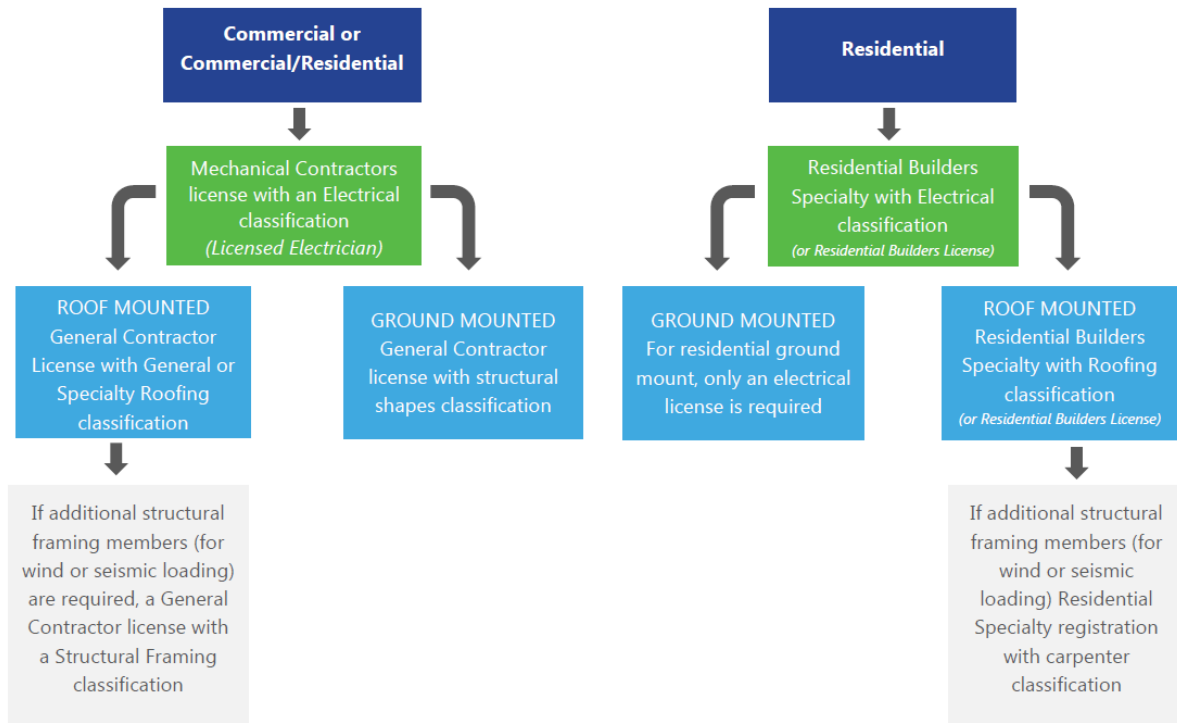 Commercial or
Commercial/Residential
Mechanical Contractors
license with an Electrical
classification
(Licensed Electrician)
ROOF MOUNTED
General Contractor
License with General or
Specialty Roofing
classification
GROUND MOUNTED
General Contractor
license with structural
shapes classification
If additional structural
framing members (for
wind or seismic loading)
are required, a General
Contractor license with
a Structural Framing
classification
Residential
Residential Builders
Specialty with Electrical
classification
(or Residential Builders License)
GROUND MOUNTED
For residential ground
mount, only an electrical
license is required
ROOF MOUNTED
Residential Builders
Specialty with Roofing
classification
(or Residential Builders License)
If additional structural
framing members (for
wind or seismic
loading) Residential
Specialty registration
with carpenter
classification